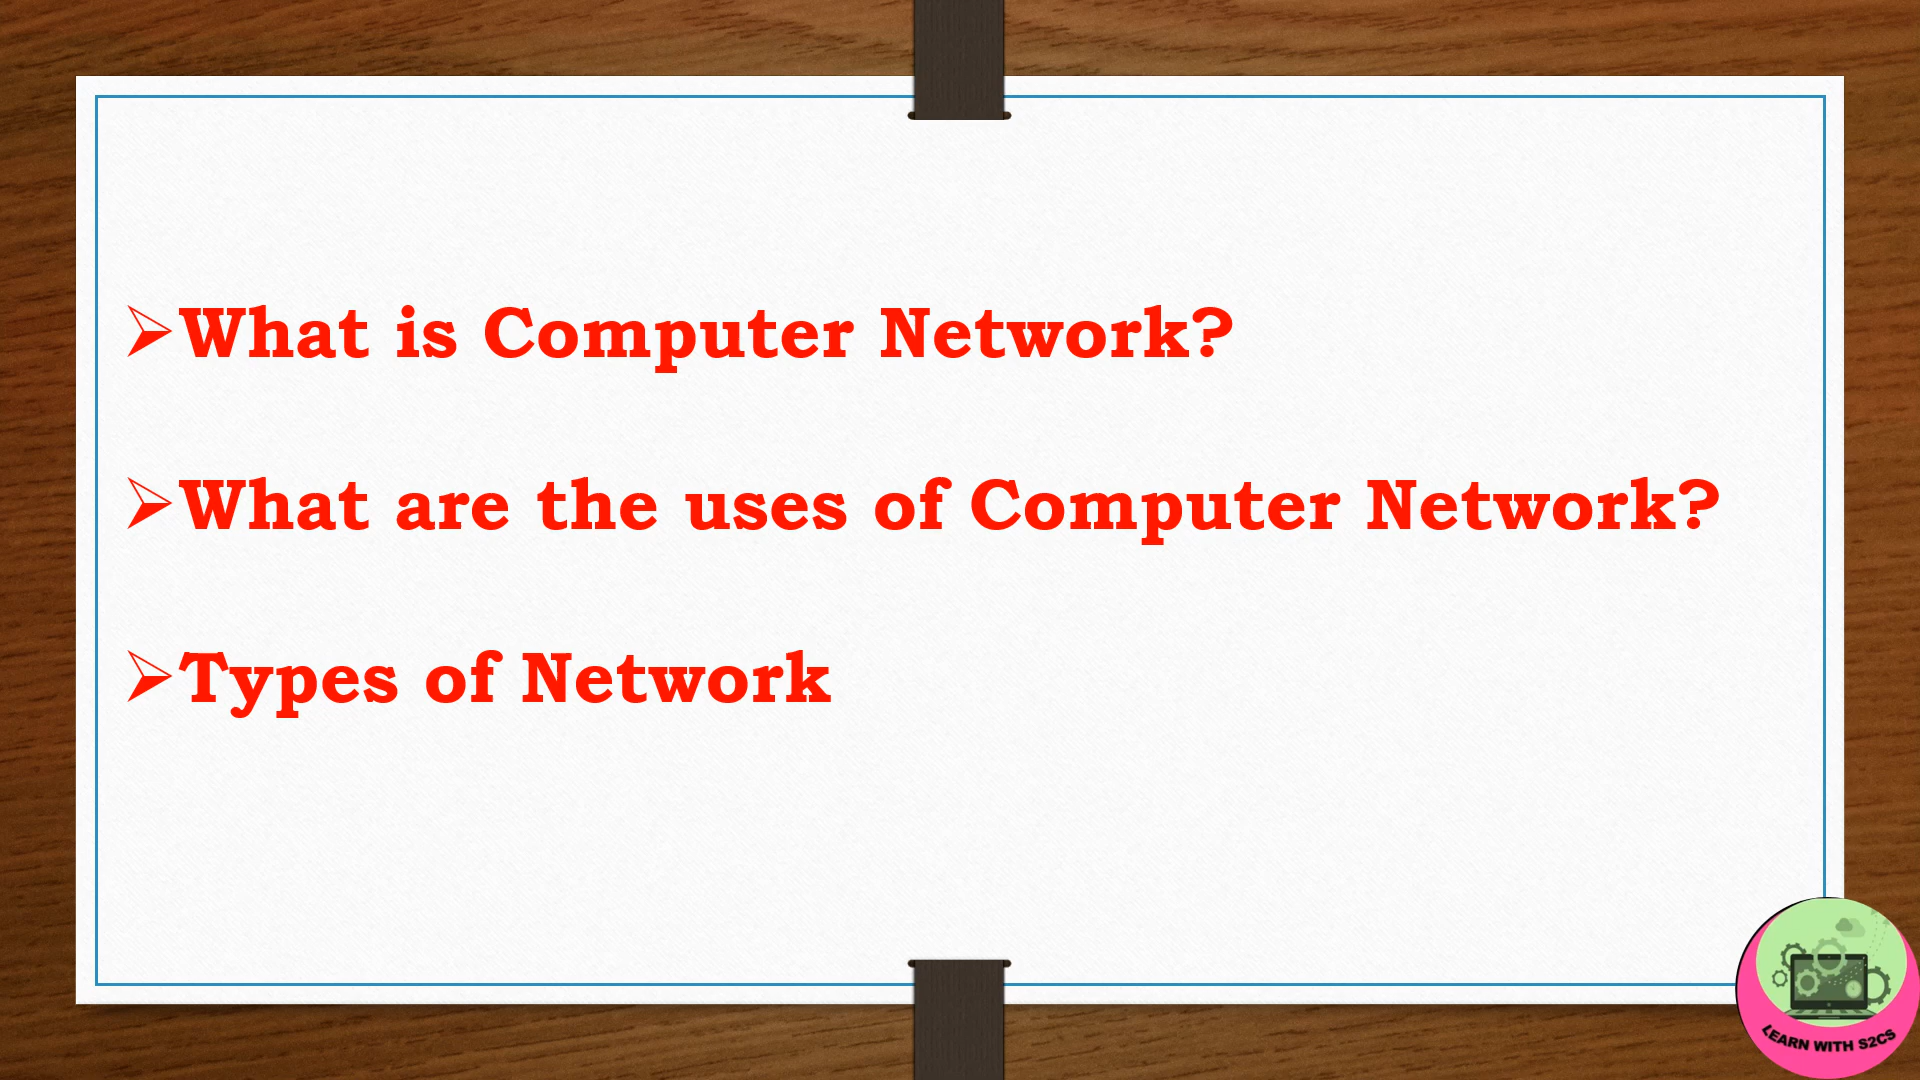 ➢What is Computer Network?
➢What are the uses of Computer Network?
➢Types of Network
LEARN WITH S2CS